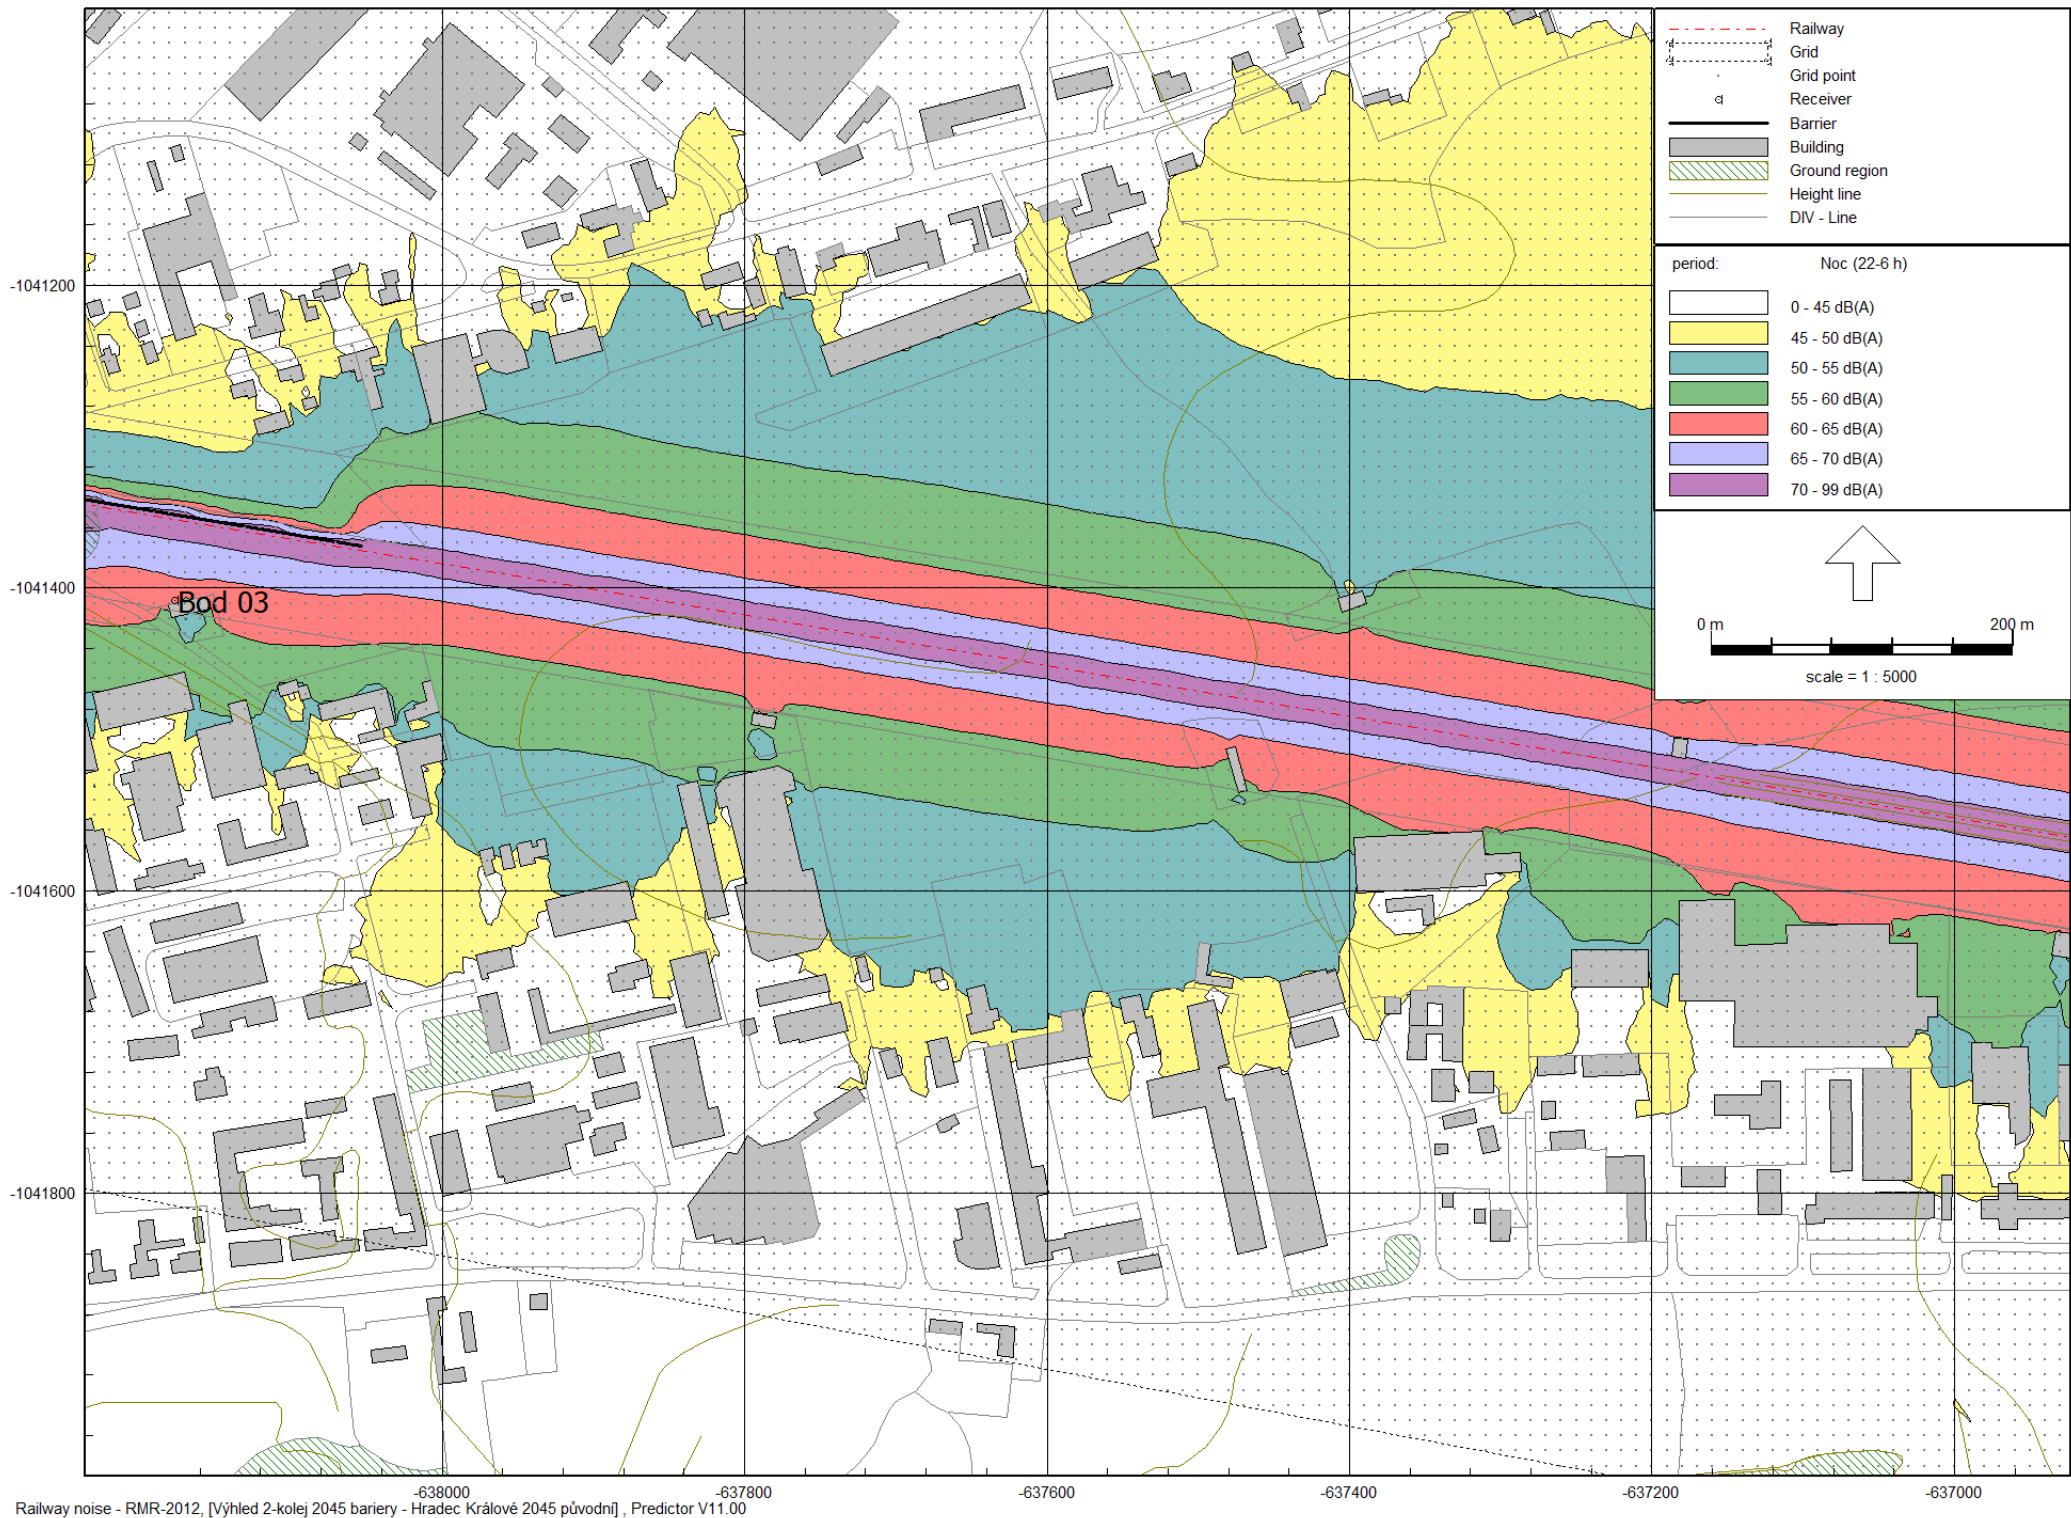 Railway
Grid
Grid point
Receiver
Barrier
Building
Ground region
Height line
DIV - Line
period: Noc (22-6 h)
0 - 45 dB(A)
45 - 50 dB(A)
50 - 55 dB(A)
55 - 60 dB(A)
60 - 65 dB(A)
65 - 70 dB(A)
70 - 99 dB(A)
0 m 200 m
scale = 1 : 5000
-1041200
-1041400
Bod 03
-1041600
-1041800
-638000 -637800 -637600 -637400 -637200 -637000
Railway noise - RMR-2012, [Výhled 2-kolej 2045 bariery - Hradec Králové 2045 původní] , Predictor V11.00